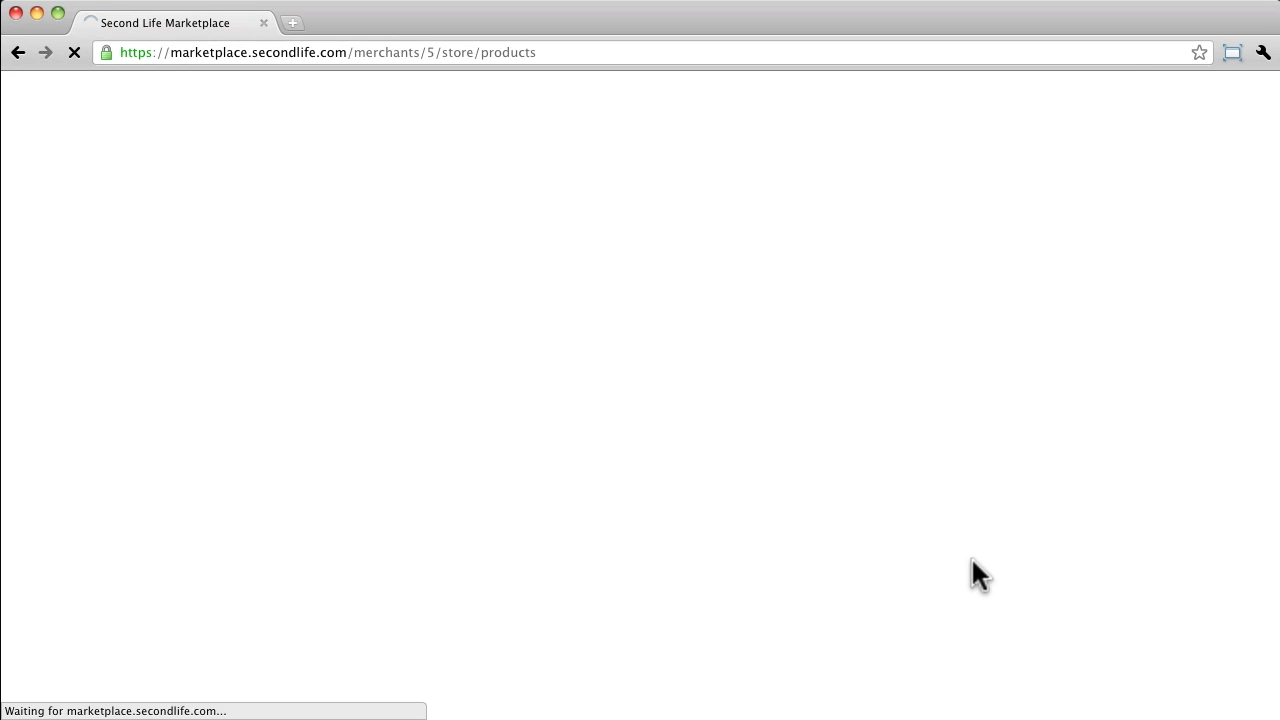 Second Life Marketplace
https://marketplace.secondlife.com/merchants/5/store/products
Waiting for marketplace.secondlife.com...